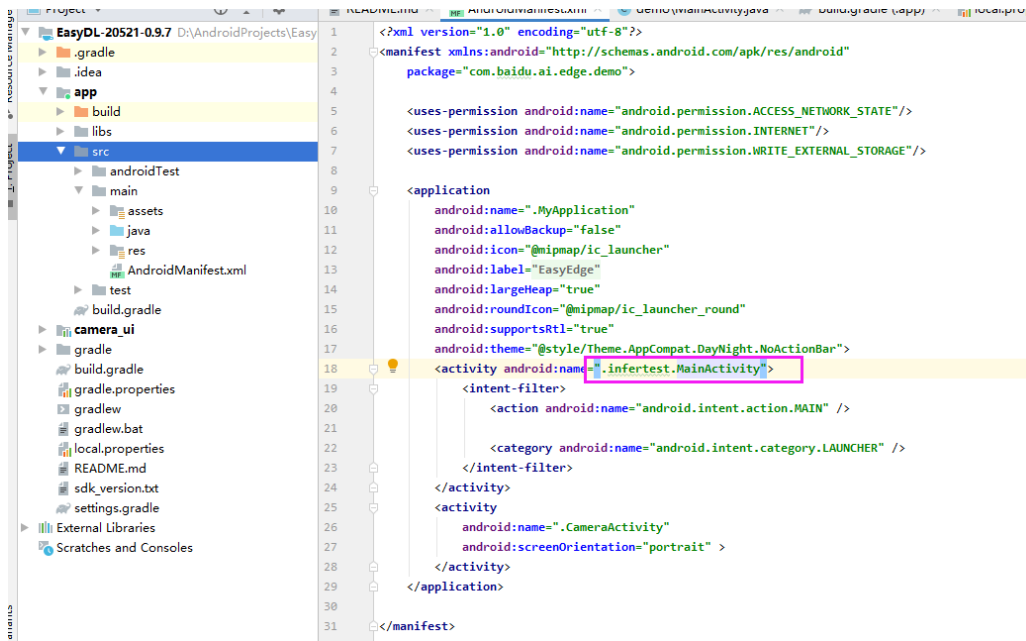 Project
README.md
AndroidManifest.xml
demo\MainActivity.java
build.gradle (:app)
EasyDL-20521-0.9.7 D:\AndroidProjects\Easy
.gradle
.idea
app
build
libs
src
androidTest
main
assets
java
res
AndroidManifest.xml
test
build.gradle
camera_ui
gradle
build.gradle
gradle.properties
gradlew
gradlew.bat
local.properties
README.md
sdk_version.txt
settings.gradle
External Libraries
Scratches and Consoles
1 <?xml version="1.0" encoding="utf-8"?>
2 <manifest xmlns:android="http://schemas.android.com/apk/res/android"
3 package="com.baidu.ai.edge.demo">
4
5 <uses-permission android:name="android.permission.ACCESS_NETWORK_STATE"/>
6 <uses-permission android:name="android.permission.INTERNET"/>
7 <uses-permission android:name="android.permission.WRITE_EXTERNAL_STORAGE"/>
8
9 <application
10 android:name=".MyApplication"
11 android:allowBackup="false"
12 android:icon="@mipmap/ic_launcher"
13 android:label="EasyEdge"
14 android:largeHeap="true"
15 android:roundIcon="@mipmap/ic_launcher_round"
16 android:supportsRtl="true"
17 android:theme="@style/Theme.AppCompat.DayNight.NoActionBar">
18 <activity android:name=".infertest.MainActivity">
19 <intent-filter>
20 <action android:name="android.intent.action.MAIN" />
21
22 <category android:name="android.intent.category.LAUNCHER" />
23 </intent-filter>
24 </activity>
25 <activity
26 android:name=".CameraActivity"
27 android:screenOrientation="portrait" >
28 </activity>
29 </application>
30
31 </manifest>